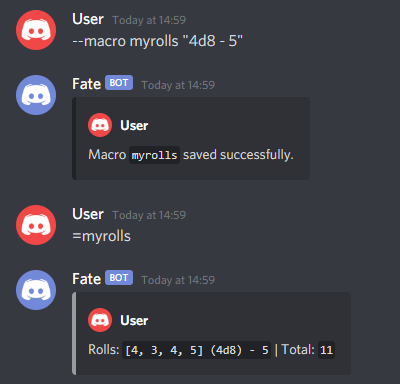 User Today at 14:59
--macro myrolls "4d8 - 5"
Fate BOT Today at 14:59
User
Macro myrolls saved successfully.
User Today at 14:59
=myrolls
Fate BOT Today at 14:59
User
Rolls: [4, 3, 4, 5] (4d8) - 5 | Total: 11